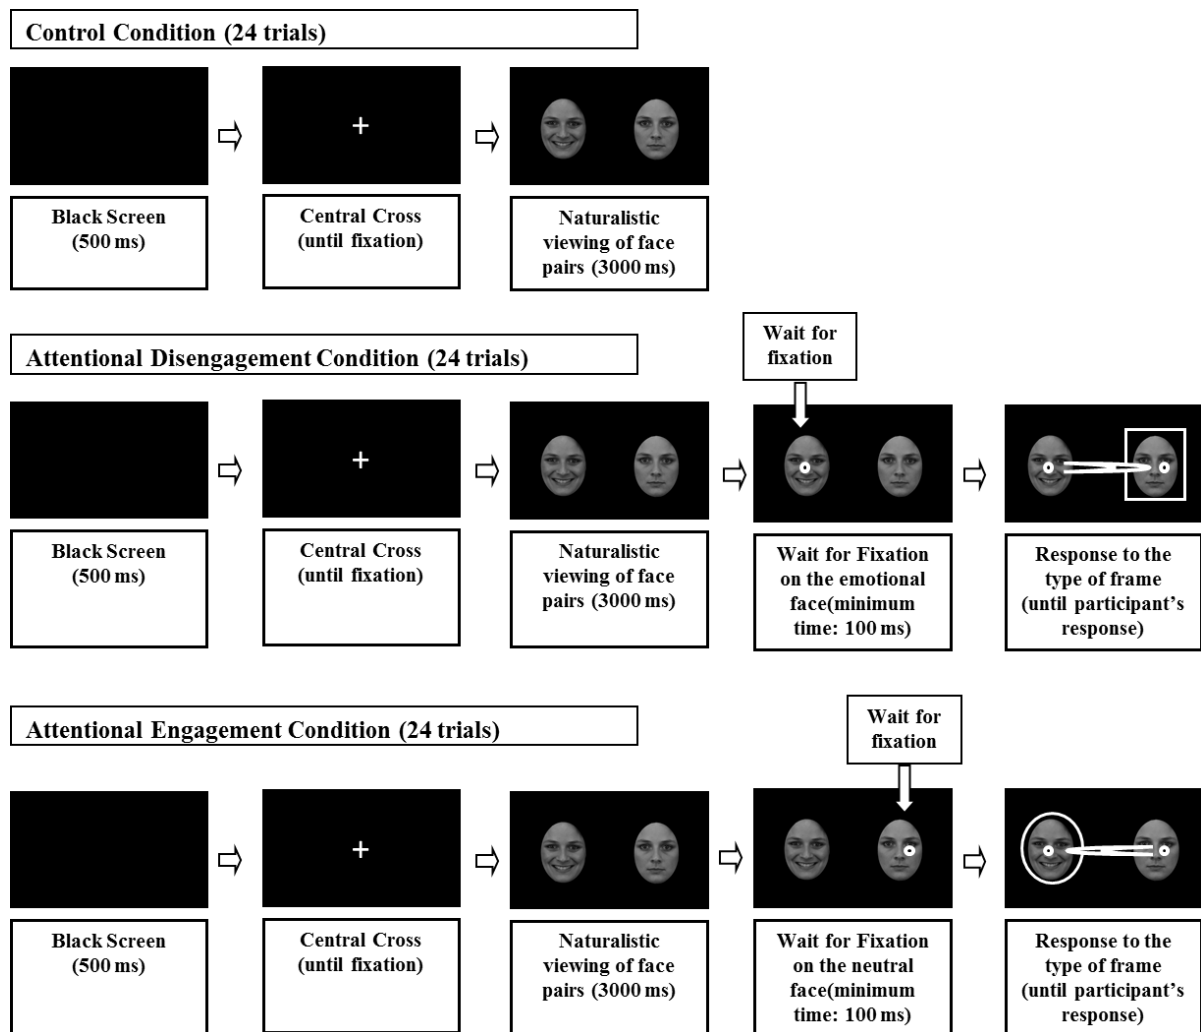 Control Condition (24 trials)
+
Black Screen
(500 ms)
Central Cross
(until fixation)
Naturalistic
viewing of face
pairs (3000 ms)
Wait for
fixation
Attentional Disengagement Condition (24 trials)
+
Black Screen
(500 ms)
Central Cross
(until fixation)
Naturalistic
viewing of face
pairs (3000 ms)
Wait for Fixation
on the emotional
face(minimum
time: 100 ms)
Response to the
type of frame
(until participant's
response)
Wait for
fixation
Attentional Engagement Condition (24 trials)
+
Black Screen
(500 ms)
Central Cross
(until fixation)
Naturalistic
viewing of face
pairs (3000 ms)
Wait for Fixation
on the neutral
face(minimum
time: 100 ms)
Response to the
type of frame
(until participant's
response)